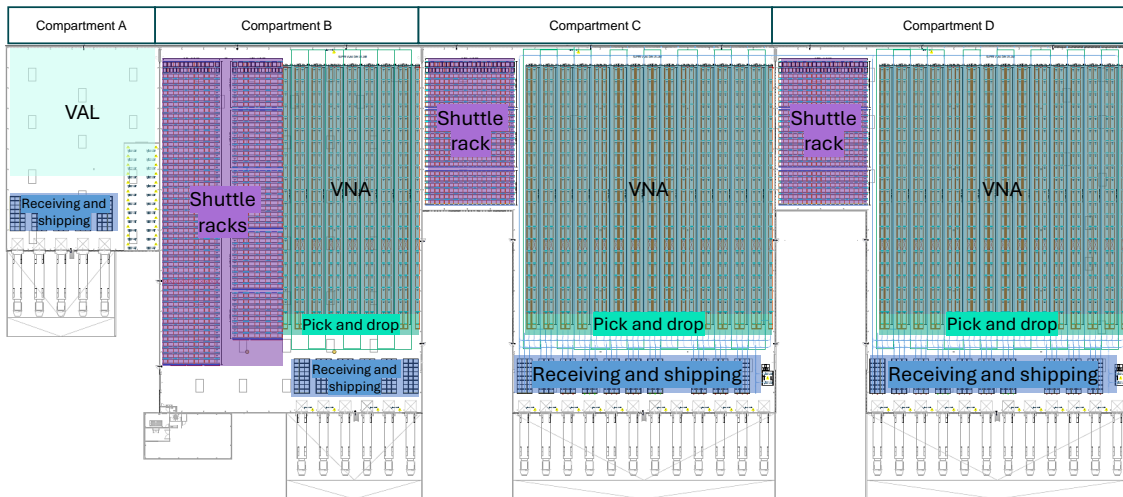 Compartment A
Compartment B
Compartment C
Compartment D
VAL
Receiving and
shipping
Shuttle
racks
VNA
Pick and drop
Receiving and
shipping
Shuttle
rack
VNA
Pick and drop
Receiving and shipping
Shuttle
rack
VNA
Pick and drop
Receiving and shipping